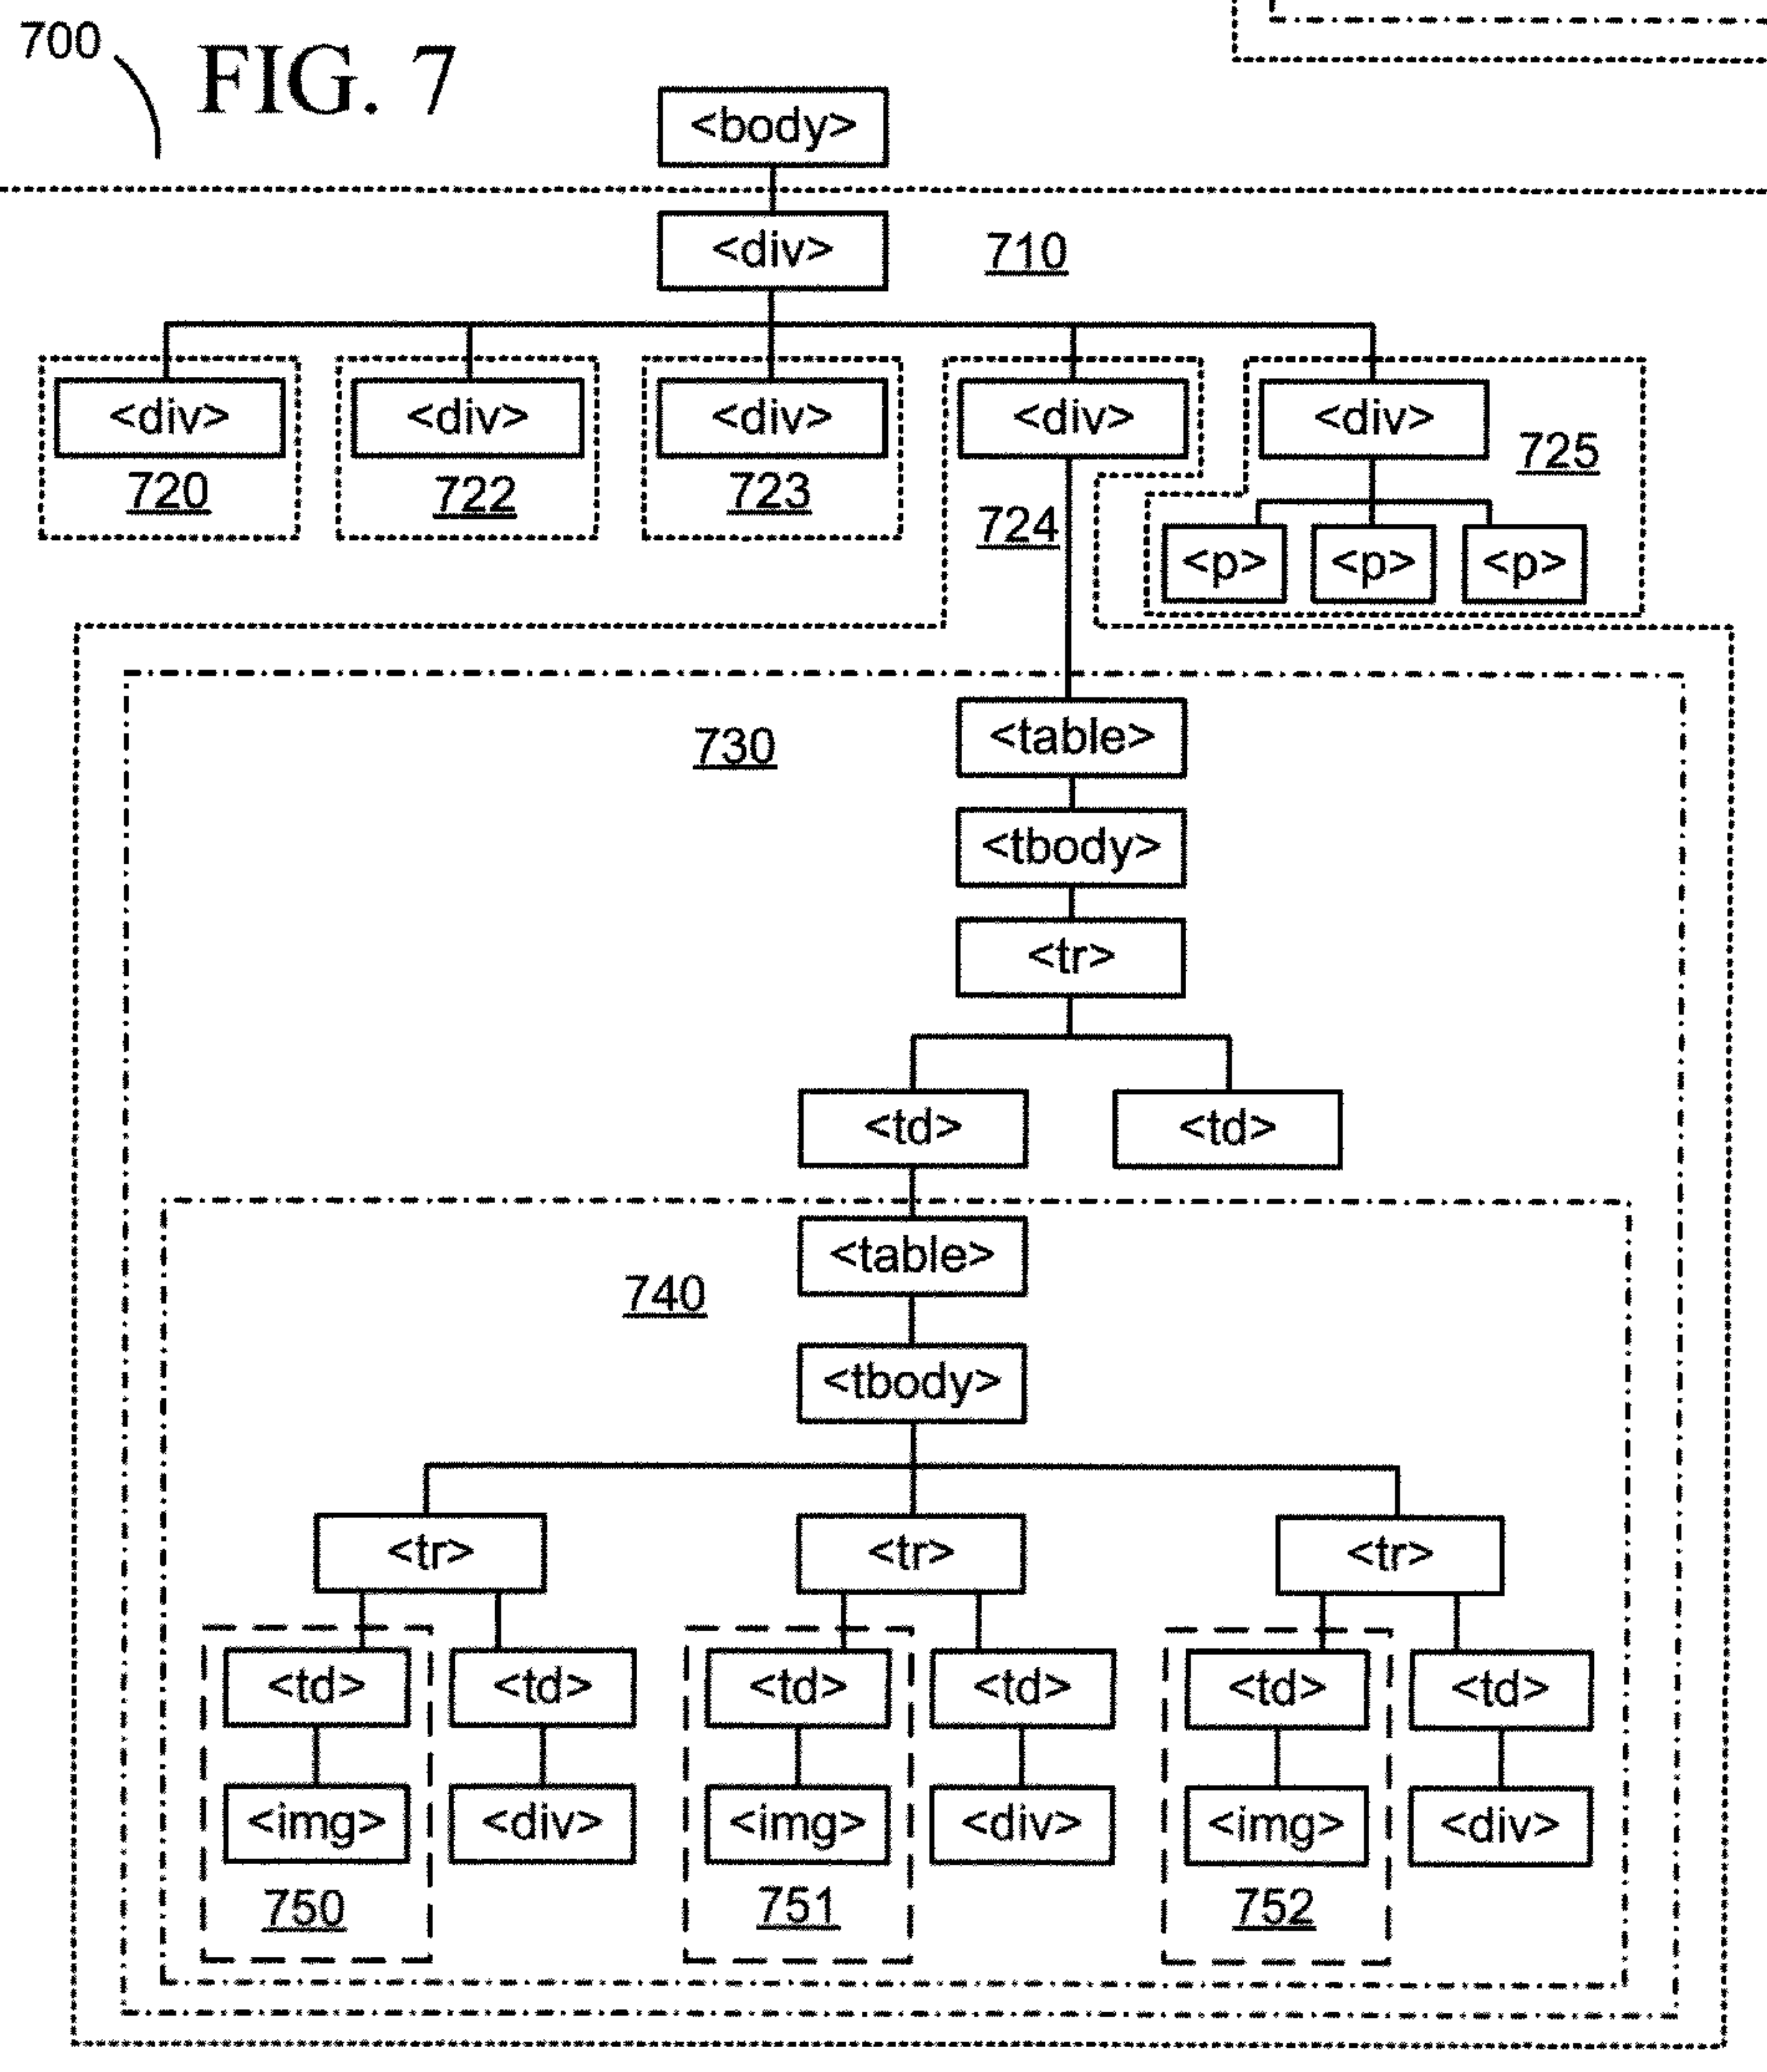 700
FIG. 7
<body>
<div>
710
<div> <div> <div> <div> <div>
720 722 723 724 725
<p> <p> <p>
730
<table>
<tbody>
<tr>
<td> <td>
<table>
740
<tbody>
<tr> <tr> <tr>
<td> <td> <td> <td> <td> <td>
<img> <div> <img> <div> <img> <div>
750 751 752